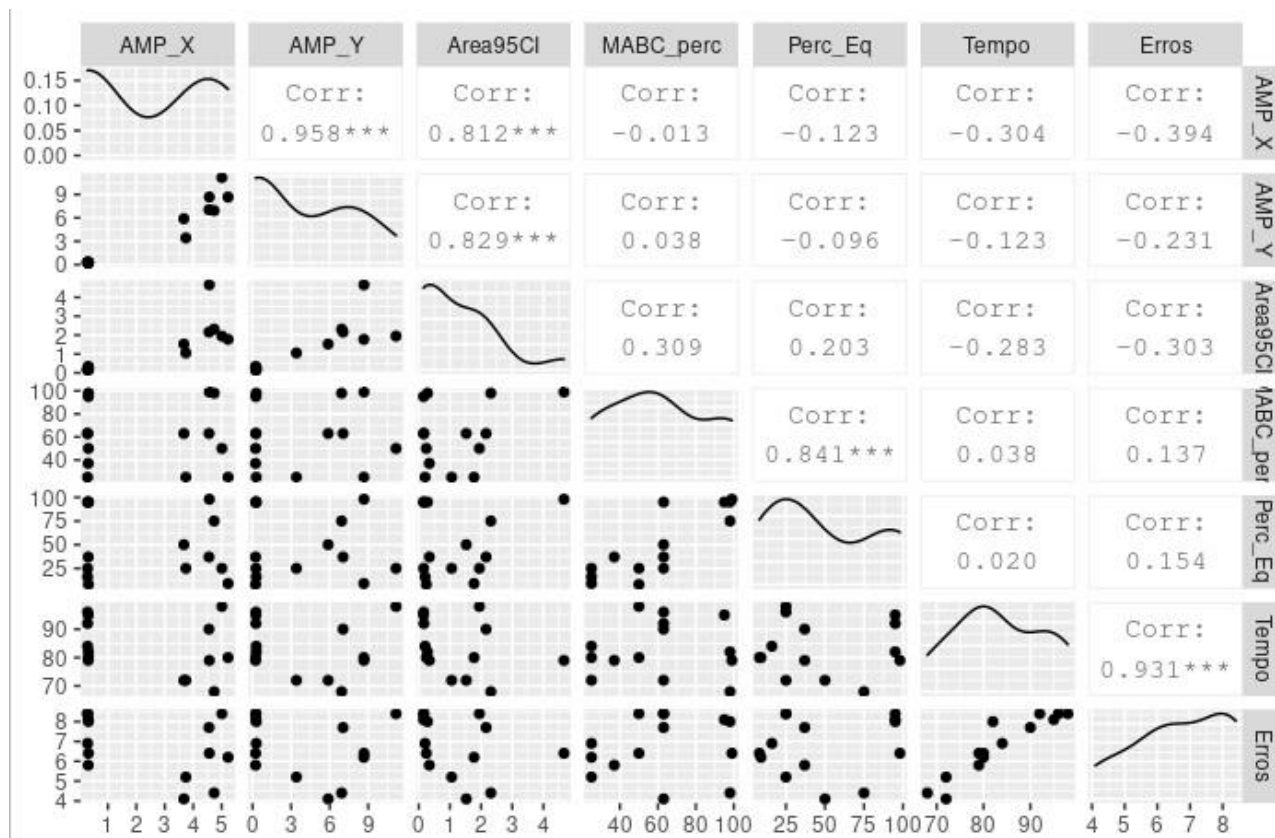 AMP_X AMP_Y Area95CI MABC_perc Perc_Eq Tempo Erros
0.15
0.10
0.05
0.00
Corr:
0.958***
Corr:
0.812***
Corr:
-0.013
Corr:
-0.123
Corr:
-0.304
Corr:
-0.394
AMP_X
9
6
3
0
Corr:
0.829***
Corr:
0.038
Corr:
-0.096
Corr:
-0.123
Corr:
-0.231
AMP_Y
4
3
2
1
0
Corr:
0.309
Corr:
0.203
Corr:
-0.283
Corr:
-0.303
Area95CI
100
80
60
40
Corr:
0.841***
Corr:
0.038
Corr:
0.137
MABC_per
100
75
50
25
Corr:
0.020
Corr:
0.154
Perc_Eq
90
80
70
Corr:
0.931***
Tempo
8
7
6
5
4
Erros
1 2 3 4 5 0 3 6 9 0 1 2 3 4 40 60 80 100 25 50 75 100 70 80 90 4 5 6 7 8